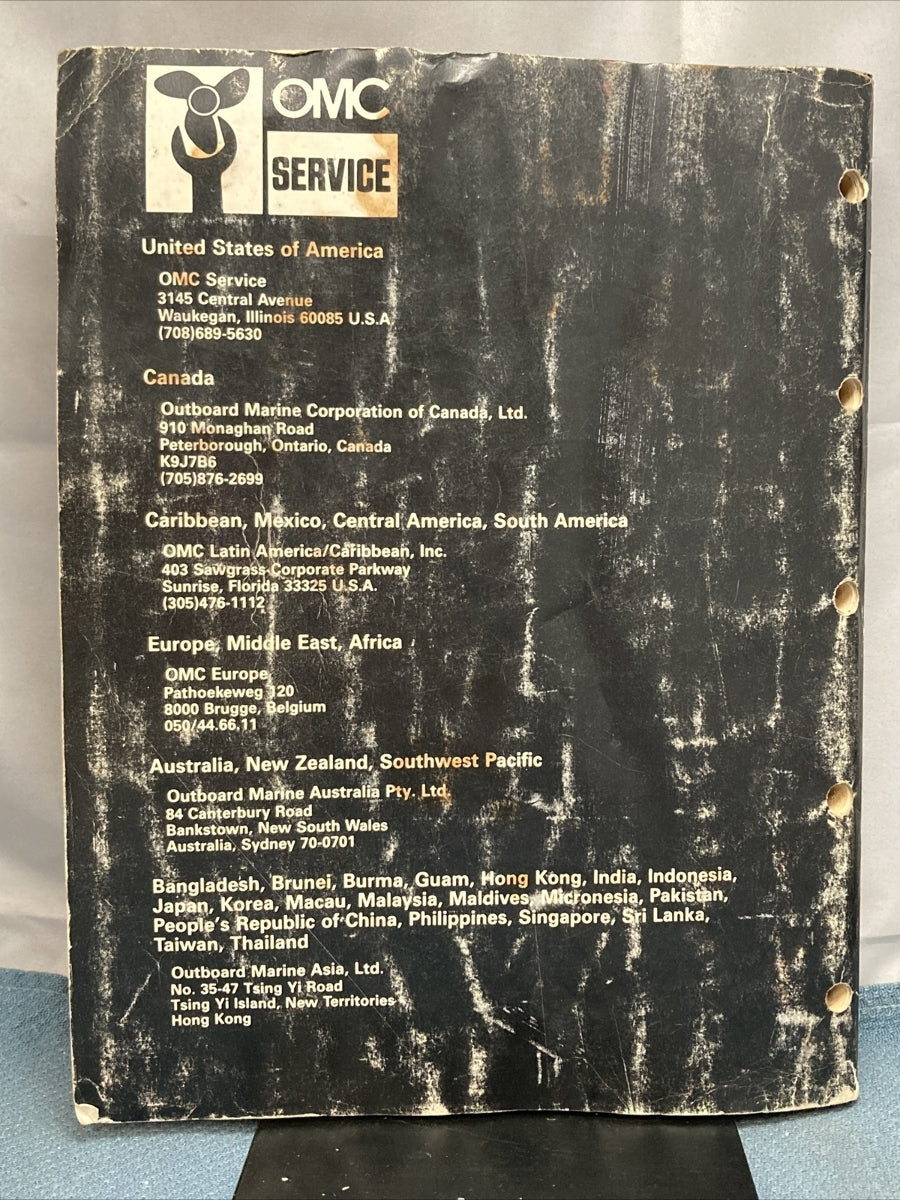 OMC
SERVICE
United States of America
OMC Service
3145 Central Avenue
Waukegan, Illinois 60085 U.S.A
(708)689-5630
Canada
Outboard Marine Corporation of Canada, Ltd.
910 Monaghan Road
Peterborough, Ontario, Canada
K9J7B6
(705)876-2699
Caribbean, Mexico, Central America, South America
OMC Latin America/Caribbean, Inc.
403 Sawgrass Corporate Parkway
Sunrise, Florida 33325 U.S.A.
(305)476-1112
Europe, Middle East, Africa
OMC Europe
Pathoekeweg 120
8000 Brugge, Belgium
050/44.66.11
Australia, New Zealand, Southwest Pacific
Outboard Marine Australia Pty. Ltd.
84 Canterbury Road
Bankstown, New South Wales
Australia, Sydney 70-0701
Bangladesh, Brunei, Burma, Guam, Hong Kong, India, Indonesia,
Japan, Korea, Macau, Malaysia, Maldives, Micronesia, Pakistan,
People's Republic of China, Philippines, Singapore, Sri Lanka,
Taiwan, Thailand
Outboard Marine Asia, Ltd.
No. 35-47 Tsing Yi Road
Tsing Yi Island, New Territories
Hong Kong